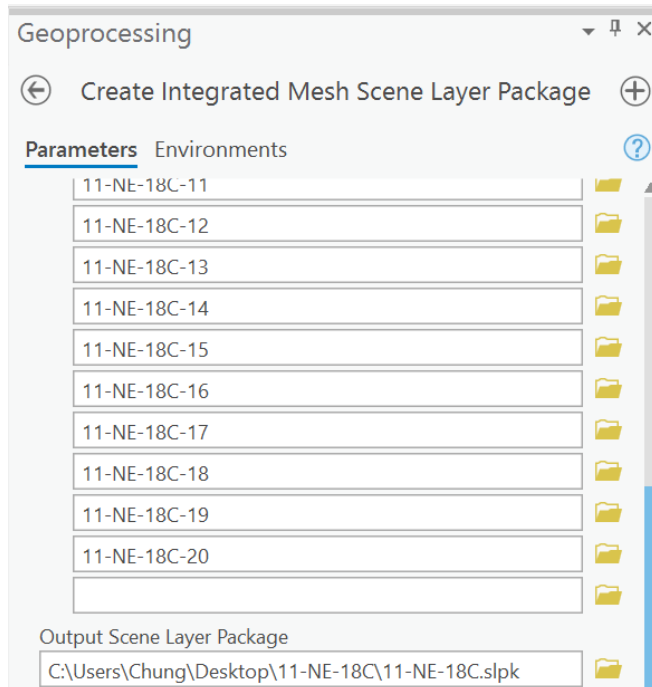 Geoprocessing
Create Integrated Mesh Scene Layer Package
Parameters Environments
11-NE-18C-11
11-NE-18C-12
11-NE-18C-13
11-NE-18C-14
11-NE-18C-15
11-NE-18C-16
11-NE-18C-17
11-NE-18C-18
11-NE-18C-19
11-NE-18C-20
Output Scene Layer Package
C:\Users\Chung\Desktop\11-NE-18C\11-NE-18C.slpk